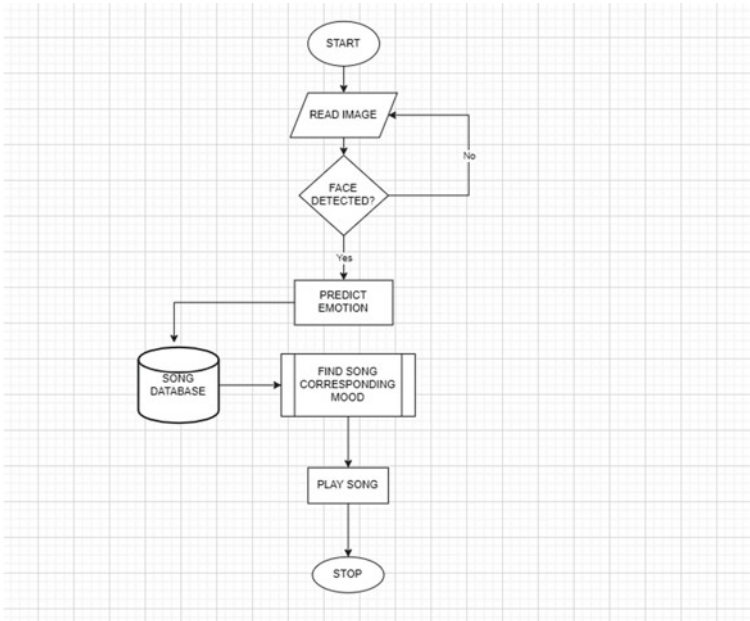 START
READ IMAGE
No
FACE
DETECTED?
Yes
PREDICT
EMOTION
SONG
DATABASE
FIND SONG
CORRESPONDING
MOOD
PLAY SONG
STOP